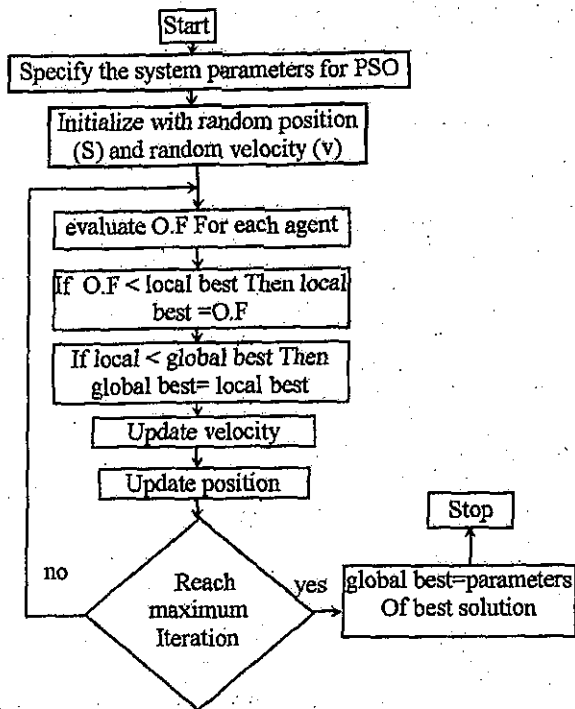 Start
Specify the system parameters for PSO
Initialize with random position
(S) and random velocity (v)
evaluate O.F For each agent
If O.F < local best Then local
best =O.F
If local < global best Then
global best= local best
Update velocity
Update position
Stop
no
Reach
maximum
Iteration
yes
global best=parameters
Of best solution